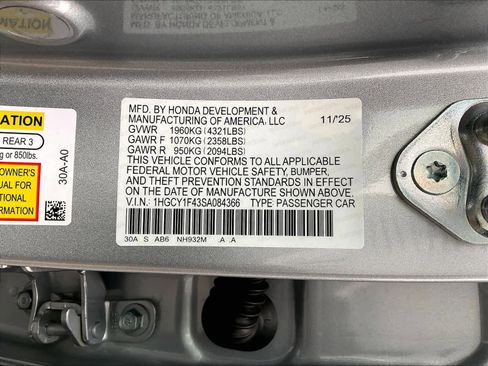 MATION
ATION
REAR 3
g or 850lbs.
OWNER'S
NUAL FOR
TIONAL
FORMATION
30A-A0
MFD. BY HONDA DEVELOPMENT &
MANUFACTURING OF AMERICA, LLC 11/'25
GVWR 1960KG(4321LBS)
GAWR F 1070KG(2358LBS)
GAWR R 950KG(2094LBS)
THIS VEHICLE CONFORMS TO ALL APPLICABLE
FEDERAL MOTOR VEHICLE SAFETY, BUMPER,
AND THEFT PREVENTION STANDARDS IN EFFECT
ON THE DATE OF MANUFACTURE SHOWN ABOVE.
V.I.N.: 1HGCY1F43SA084366 TYPE PASSENGER CAR
30A S AB6 NH932M .A .A